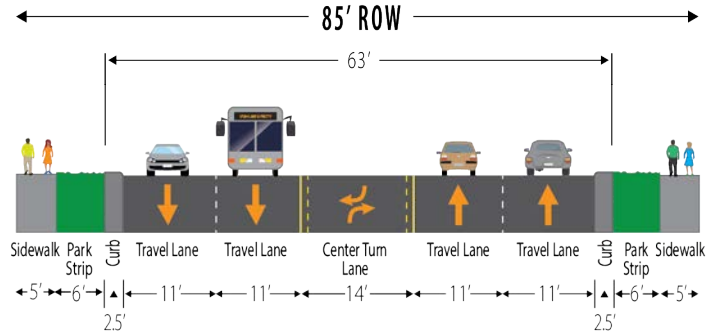 85' ROW
63'
Sidewalk Park Strip Curb Travel Lane Travel Lane Center Turn Lane Travel Lane Travel Lane Curb Park Strip Sidewalk
5' 6' 11' 11' 14' 11' 11' 6' 5'
2.5' 2.5'